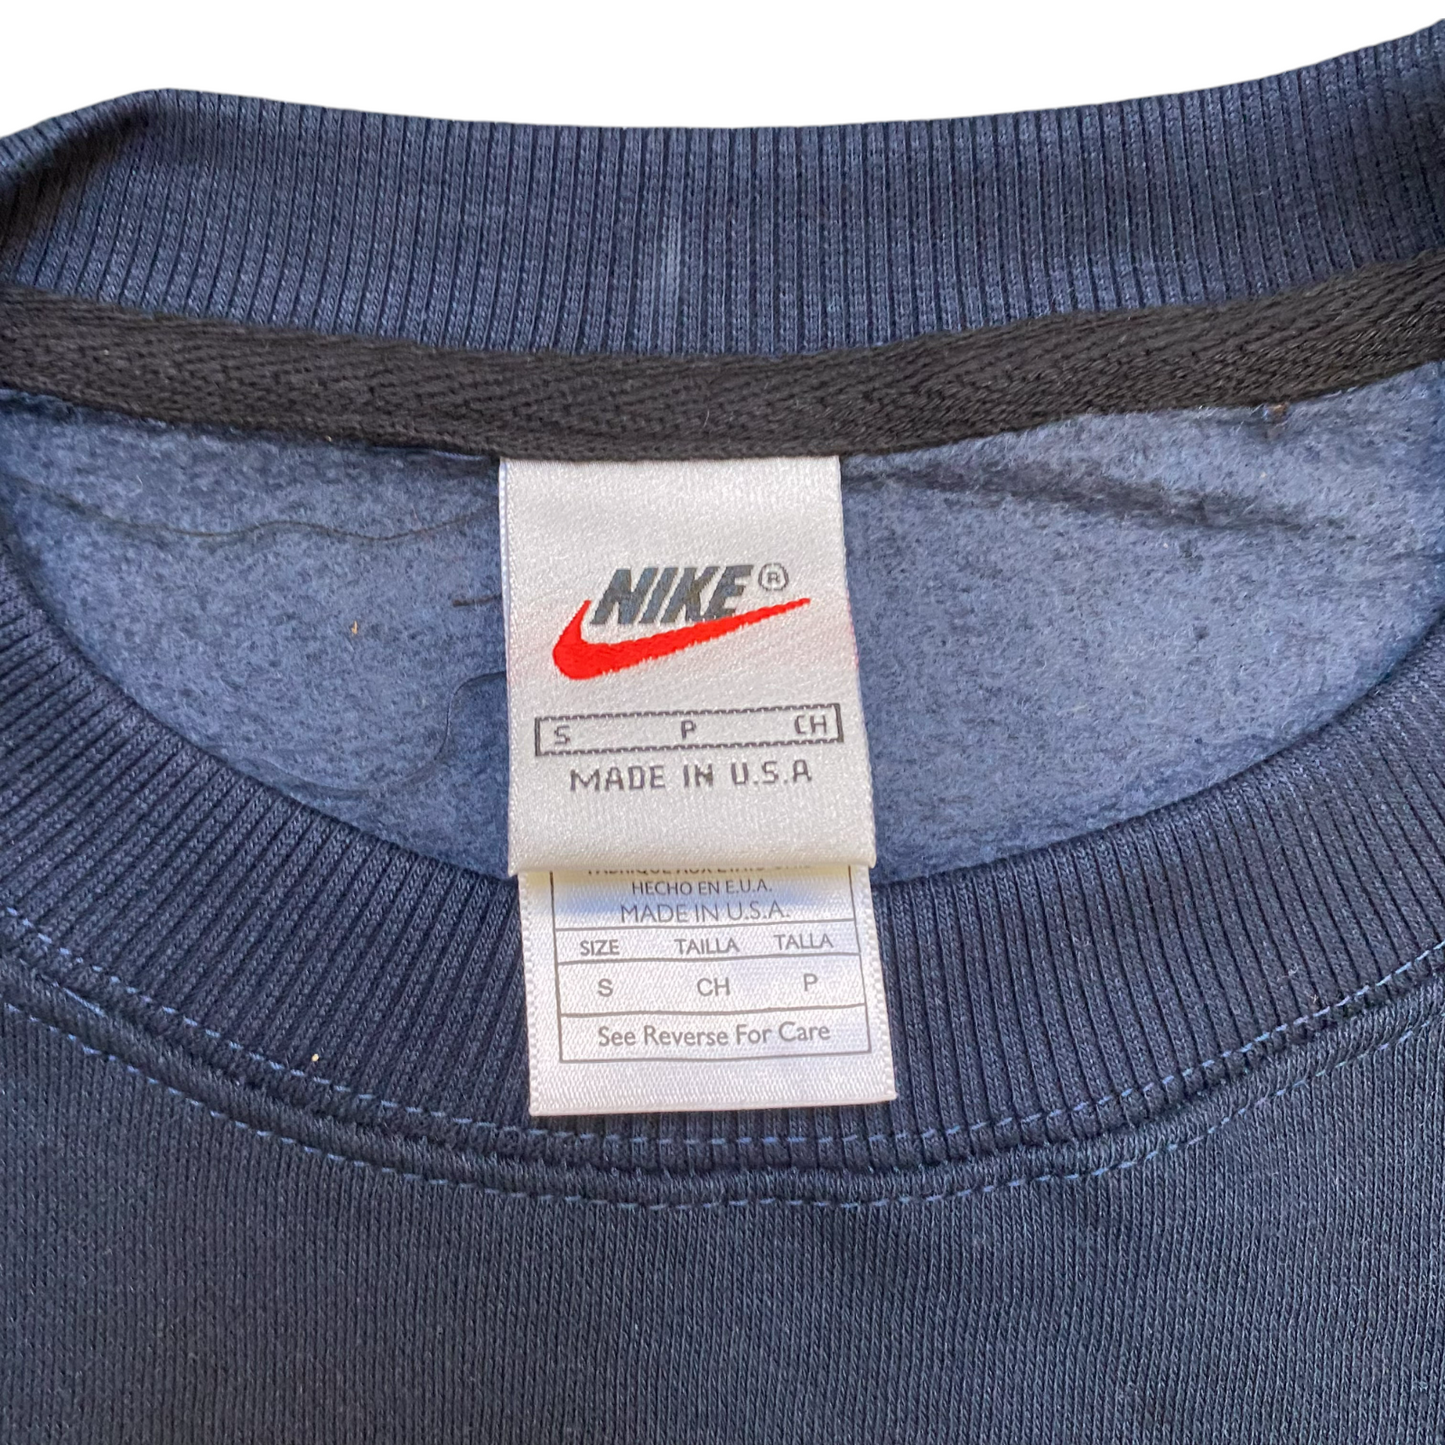 NIKE®
S P CH
MADE IN U.S.A
HECHO EN E.U.A.
MADE IN U.S.A.
SIZE TAILLA TALLA
S CH P
See Reverse For Care